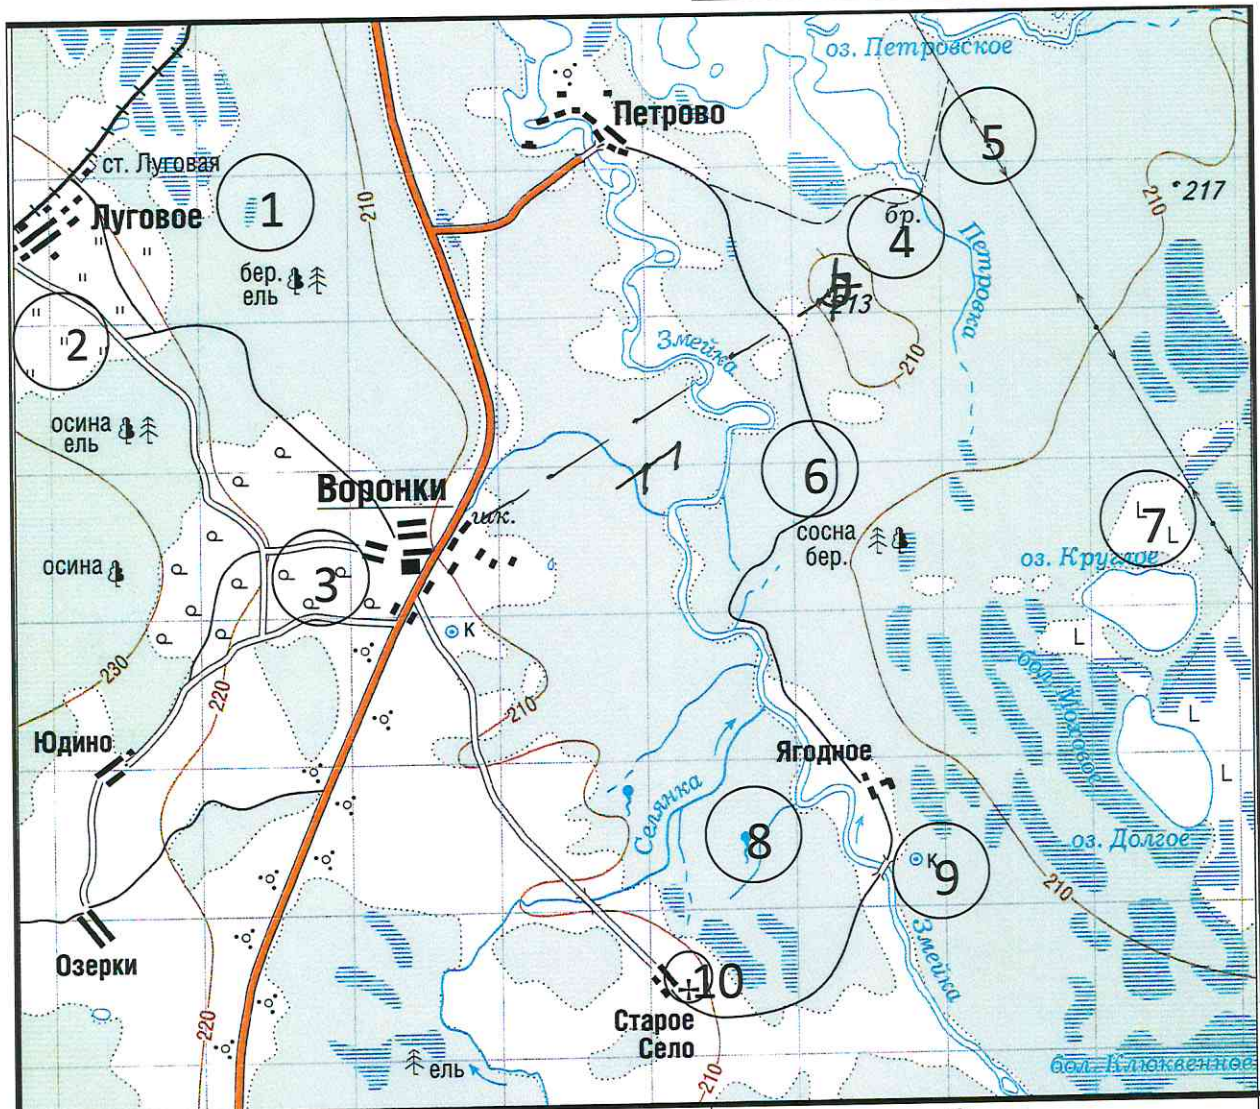 оз. Петровское
Петрово
ст. Луговая
5
Луговое
1
210
210
217
бр.
4
бер.
ель
Петровка
213
2
Змейка
210
осина
ель
6
Воронки
шк.
7
сосна
бер.
оз. Круглое
осина
3
К
230
220
210
бол. Моховое
Юдино
Ягодное
Селянка
8
оз. Долгое
К
9
210
Озерки
Змейка
10
Старое
Село
220
ель
210
бол. Клюквенное